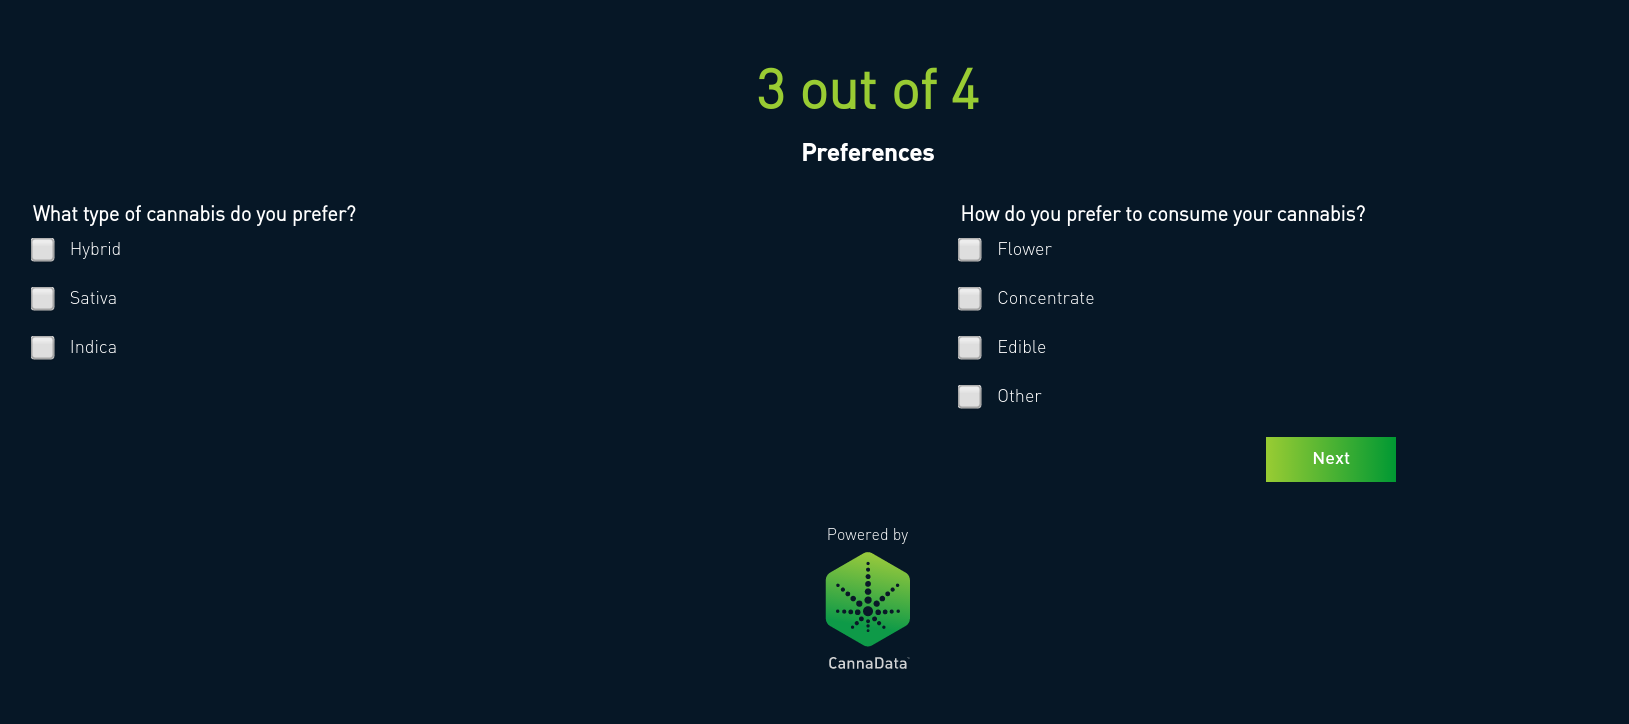 3 out of 4
Preferences
What type of cannabis do you prefer?
Hybrid
Sativa
Indica
How do you prefer to consume your cannabis?
Flower
Concentrate
Edible
Other
Next
Powered by
CannaData